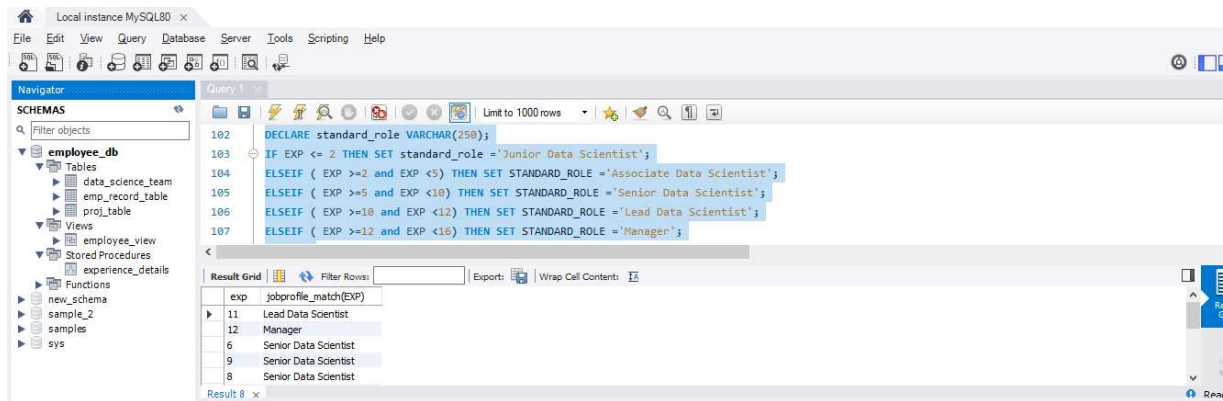 Local instance MySQL80 ×
File Edit View Query Database Server Tools Scripting Help
Navigator
SCHEMAS
Filter objects
employee_db
Tables
data_science_team
emp_record_table
proj_table
Views
employee_view
Stored Procedures
experience_details
Functions
new_schema
sample_2
samples
sys
Query 1 ×
Limit to 1000 rows
102 DECLARE standard_role VARCHAR(250);
103 IF EXP <= 2 THEN SET standard_role ='Junior Data Scientist';
104 ELSEIF ( EXP >=2 and EXP <5) THEN SET STANDARD_ROLE ='Associate Data Scientist';
105 ELSEIF ( EXP >=5 and EXP <10) THEN SET STANDARD_ROLE ='Senior Data Scientist';
106 ELSEIF ( EXP >=10 and EXP <12) THEN SET STANDARD_ROLE ='Lead Data Scientist';
107 ELSEIF ( EXP >=12 and EXP <16) THEN SET STANDARD_ROLE ='Manager';
Result Grid Filter Rows: Export: Wrap Cell Content:
exp jobprofile_match(EXP)
11 Lead Data Scientist
12 Manager
6 Senior Data Scientist
9 Senior Data Scientist
8 Senior Data Scientist
Result 8 ×